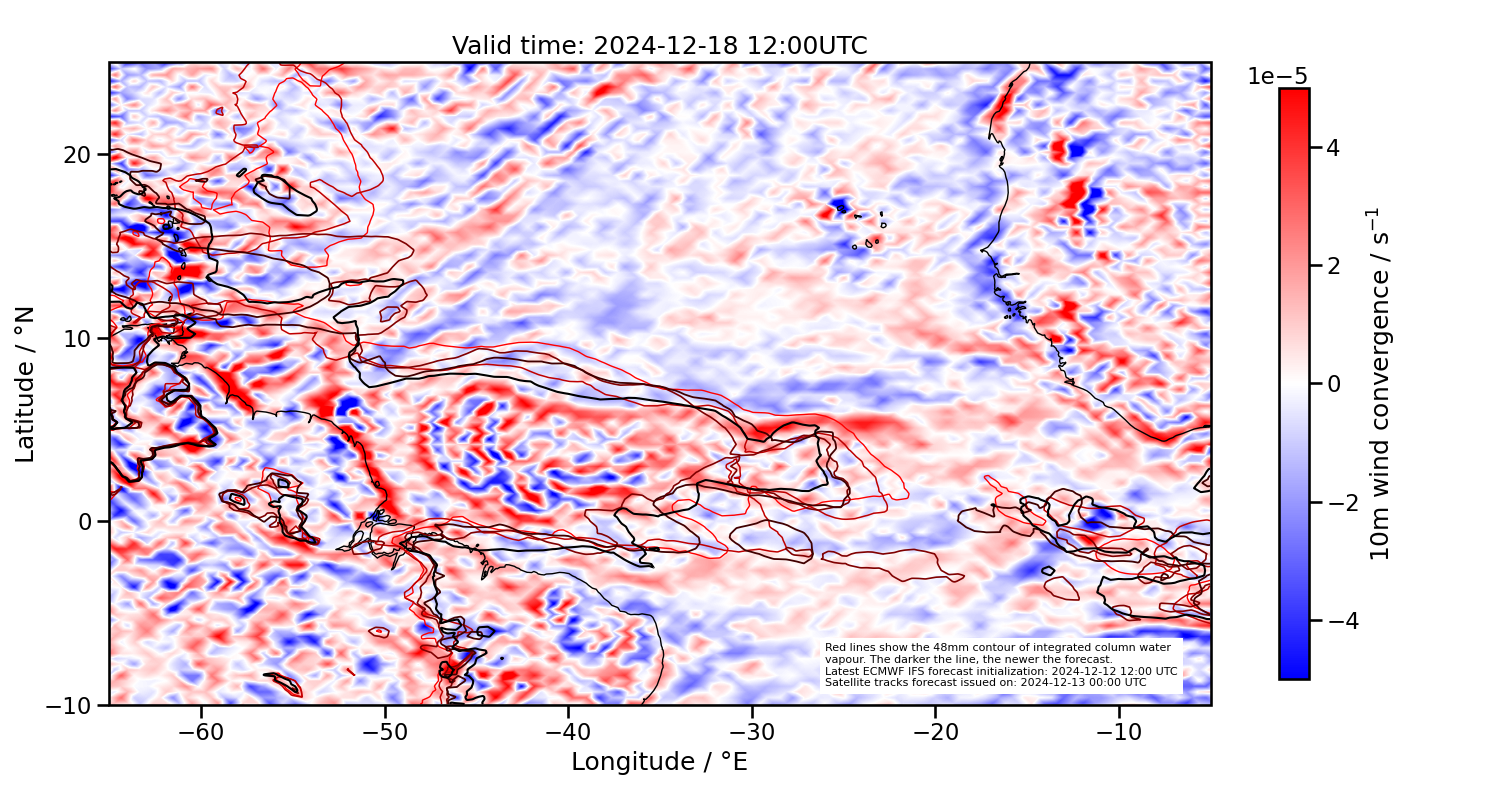 Valid time: 2024-12-18 12:00UTC
1e−5
20
10
0
−10
Latitude / °N
−60
−50
−40
−30
−20
−10
Longitude / °E
4
2
0
−2
−4
10m wind convergence / s⁻¹
Red lines show the 48mm contour of integrated column water
vapour. The darker the line, the newer the forecast.
Latest ECMWF IFS forecast initialization: 2024-12-12 12:00 UTC
Satellite tracks forecast issued on: 2024-12-13 00:00 UTC